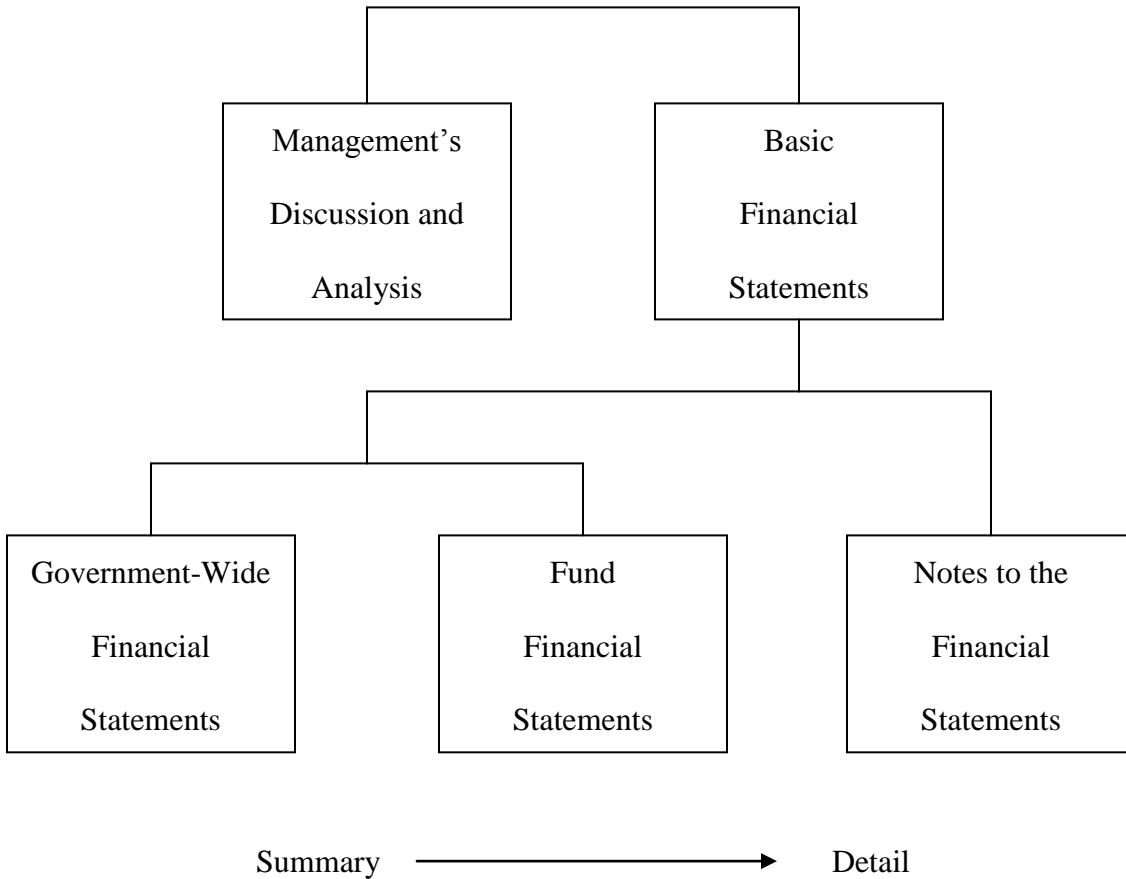 Management’s
Discussion and
Analysis
Basic
Financial
Statements
Government-Wide
Financial
Statements
Fund
Financial
Statements
Notes to the
Financial
Statements
Summary Detail